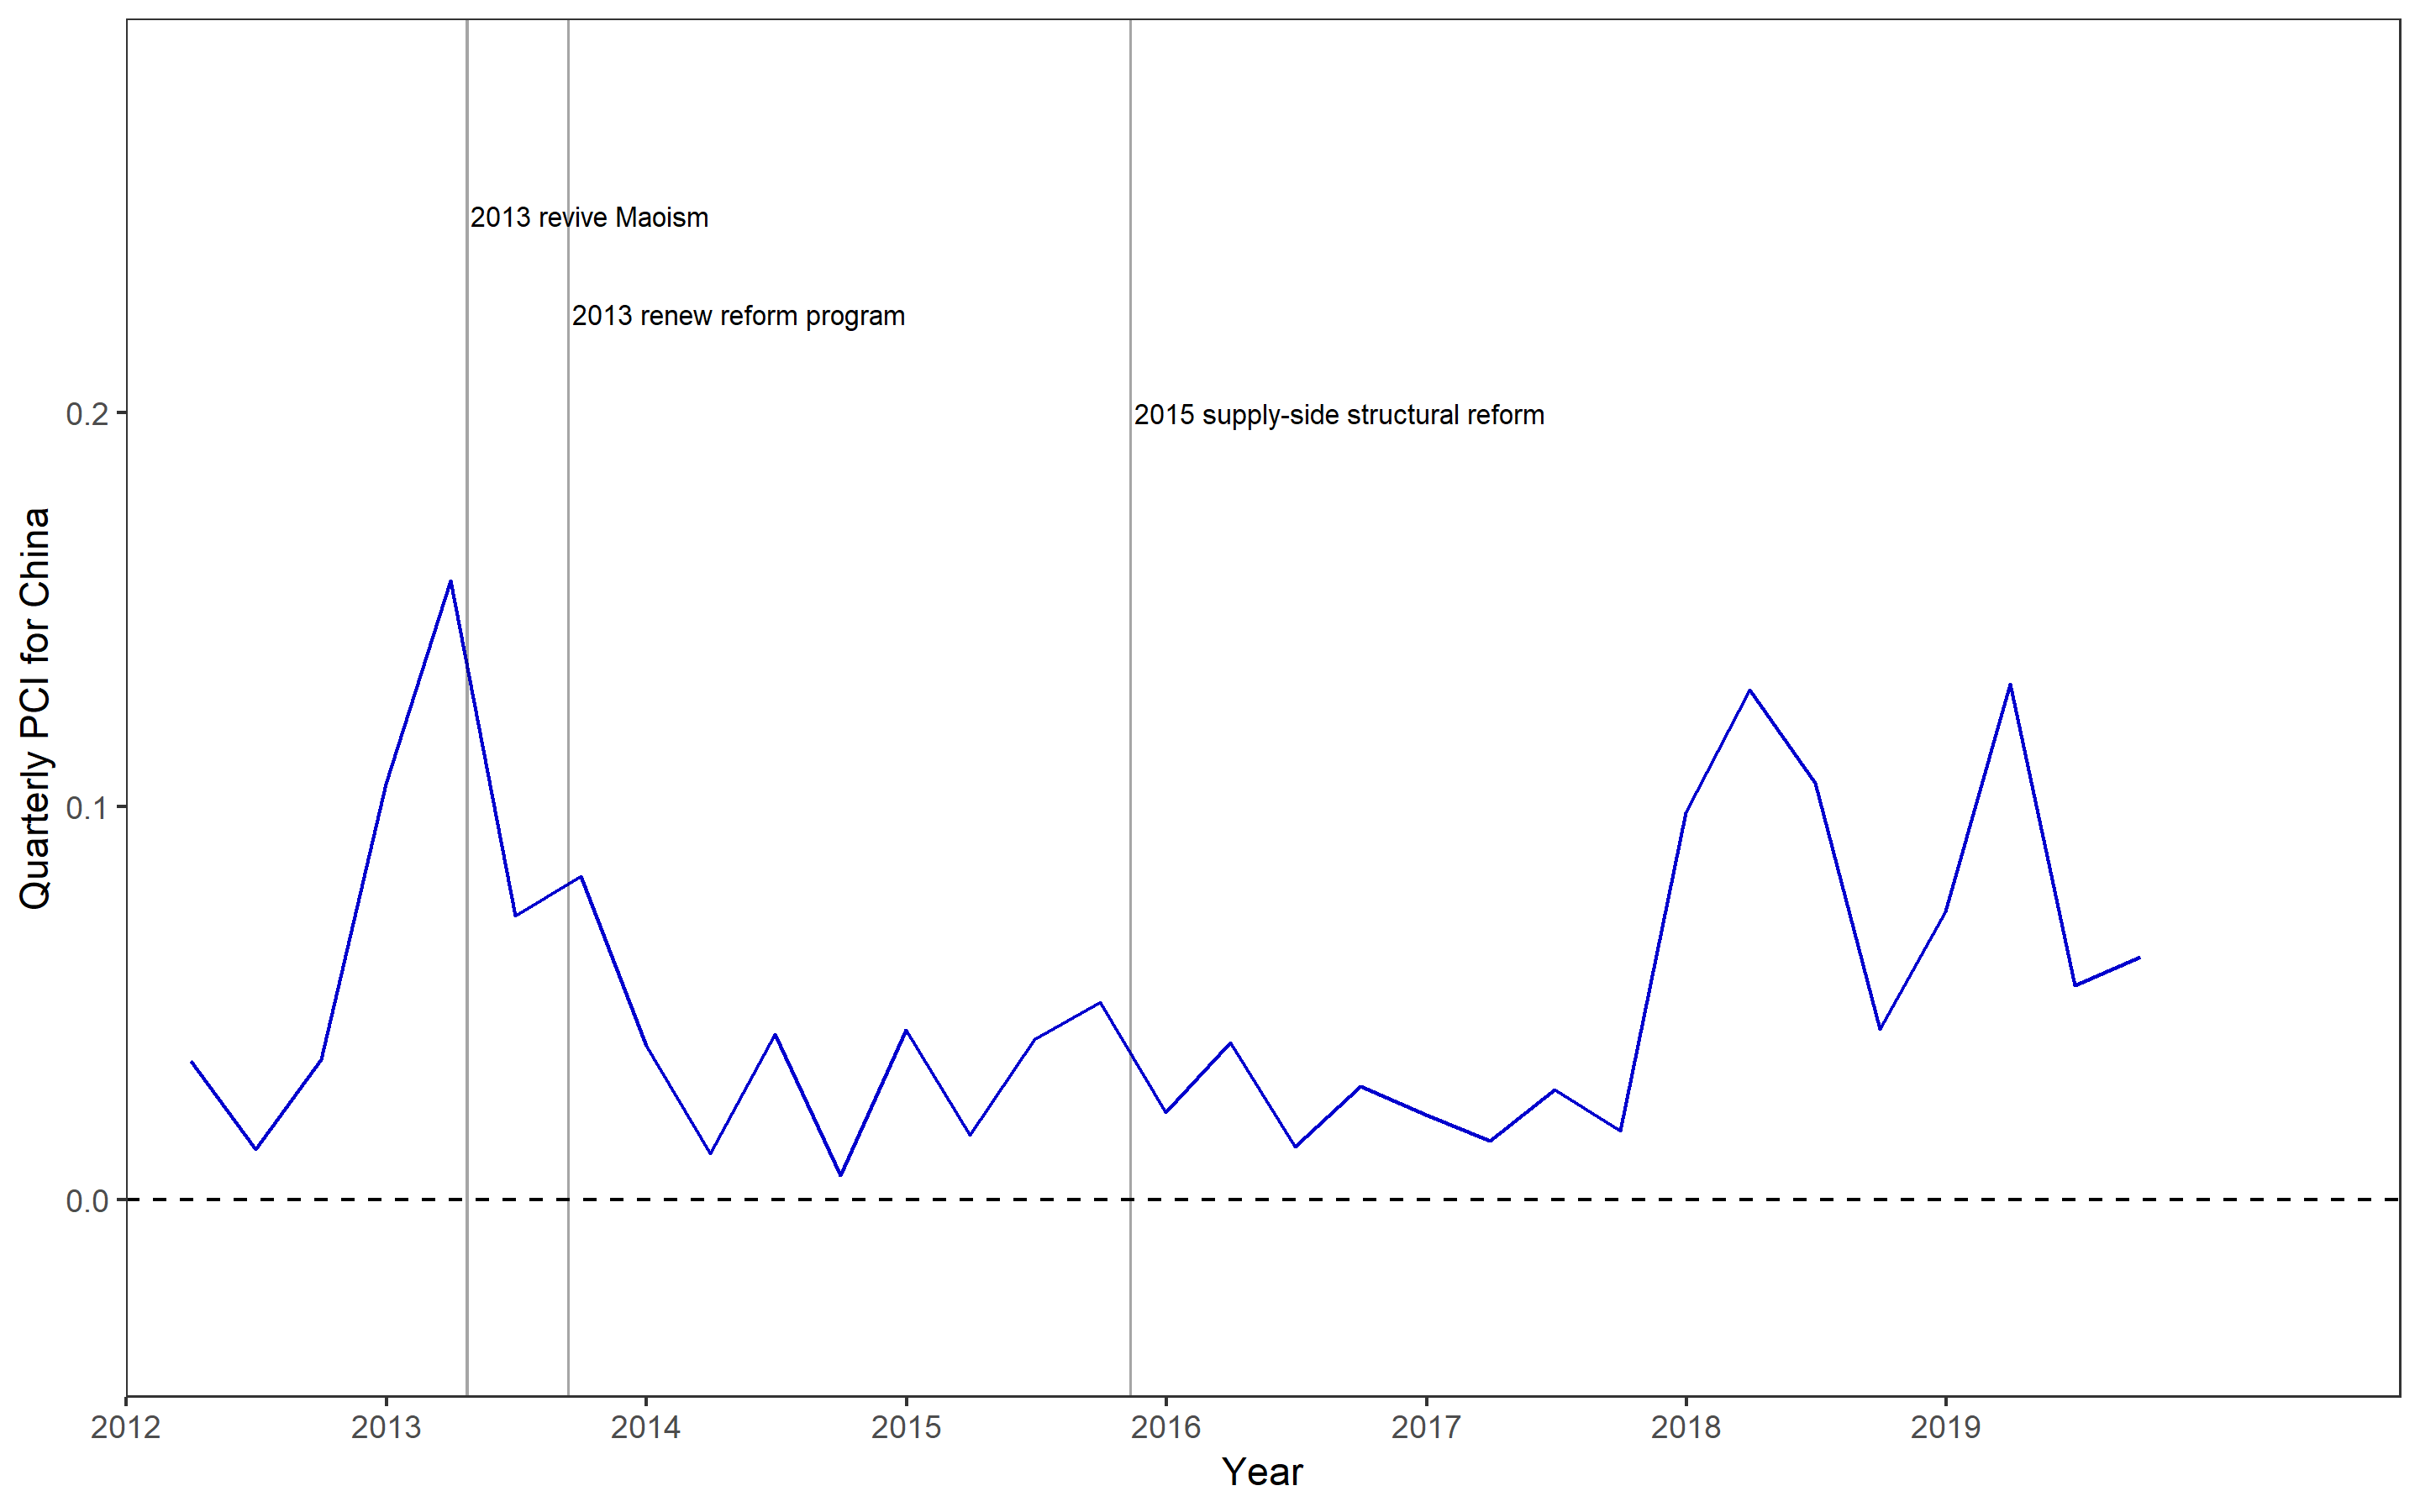 2013 revive Maoism
2013 renew reform program
2015 supply-side structural reform
Quarterly PCI for China
0.2
0.1
0.0
2012 2013 2014 2015 2016 2017 2018 2019
Year